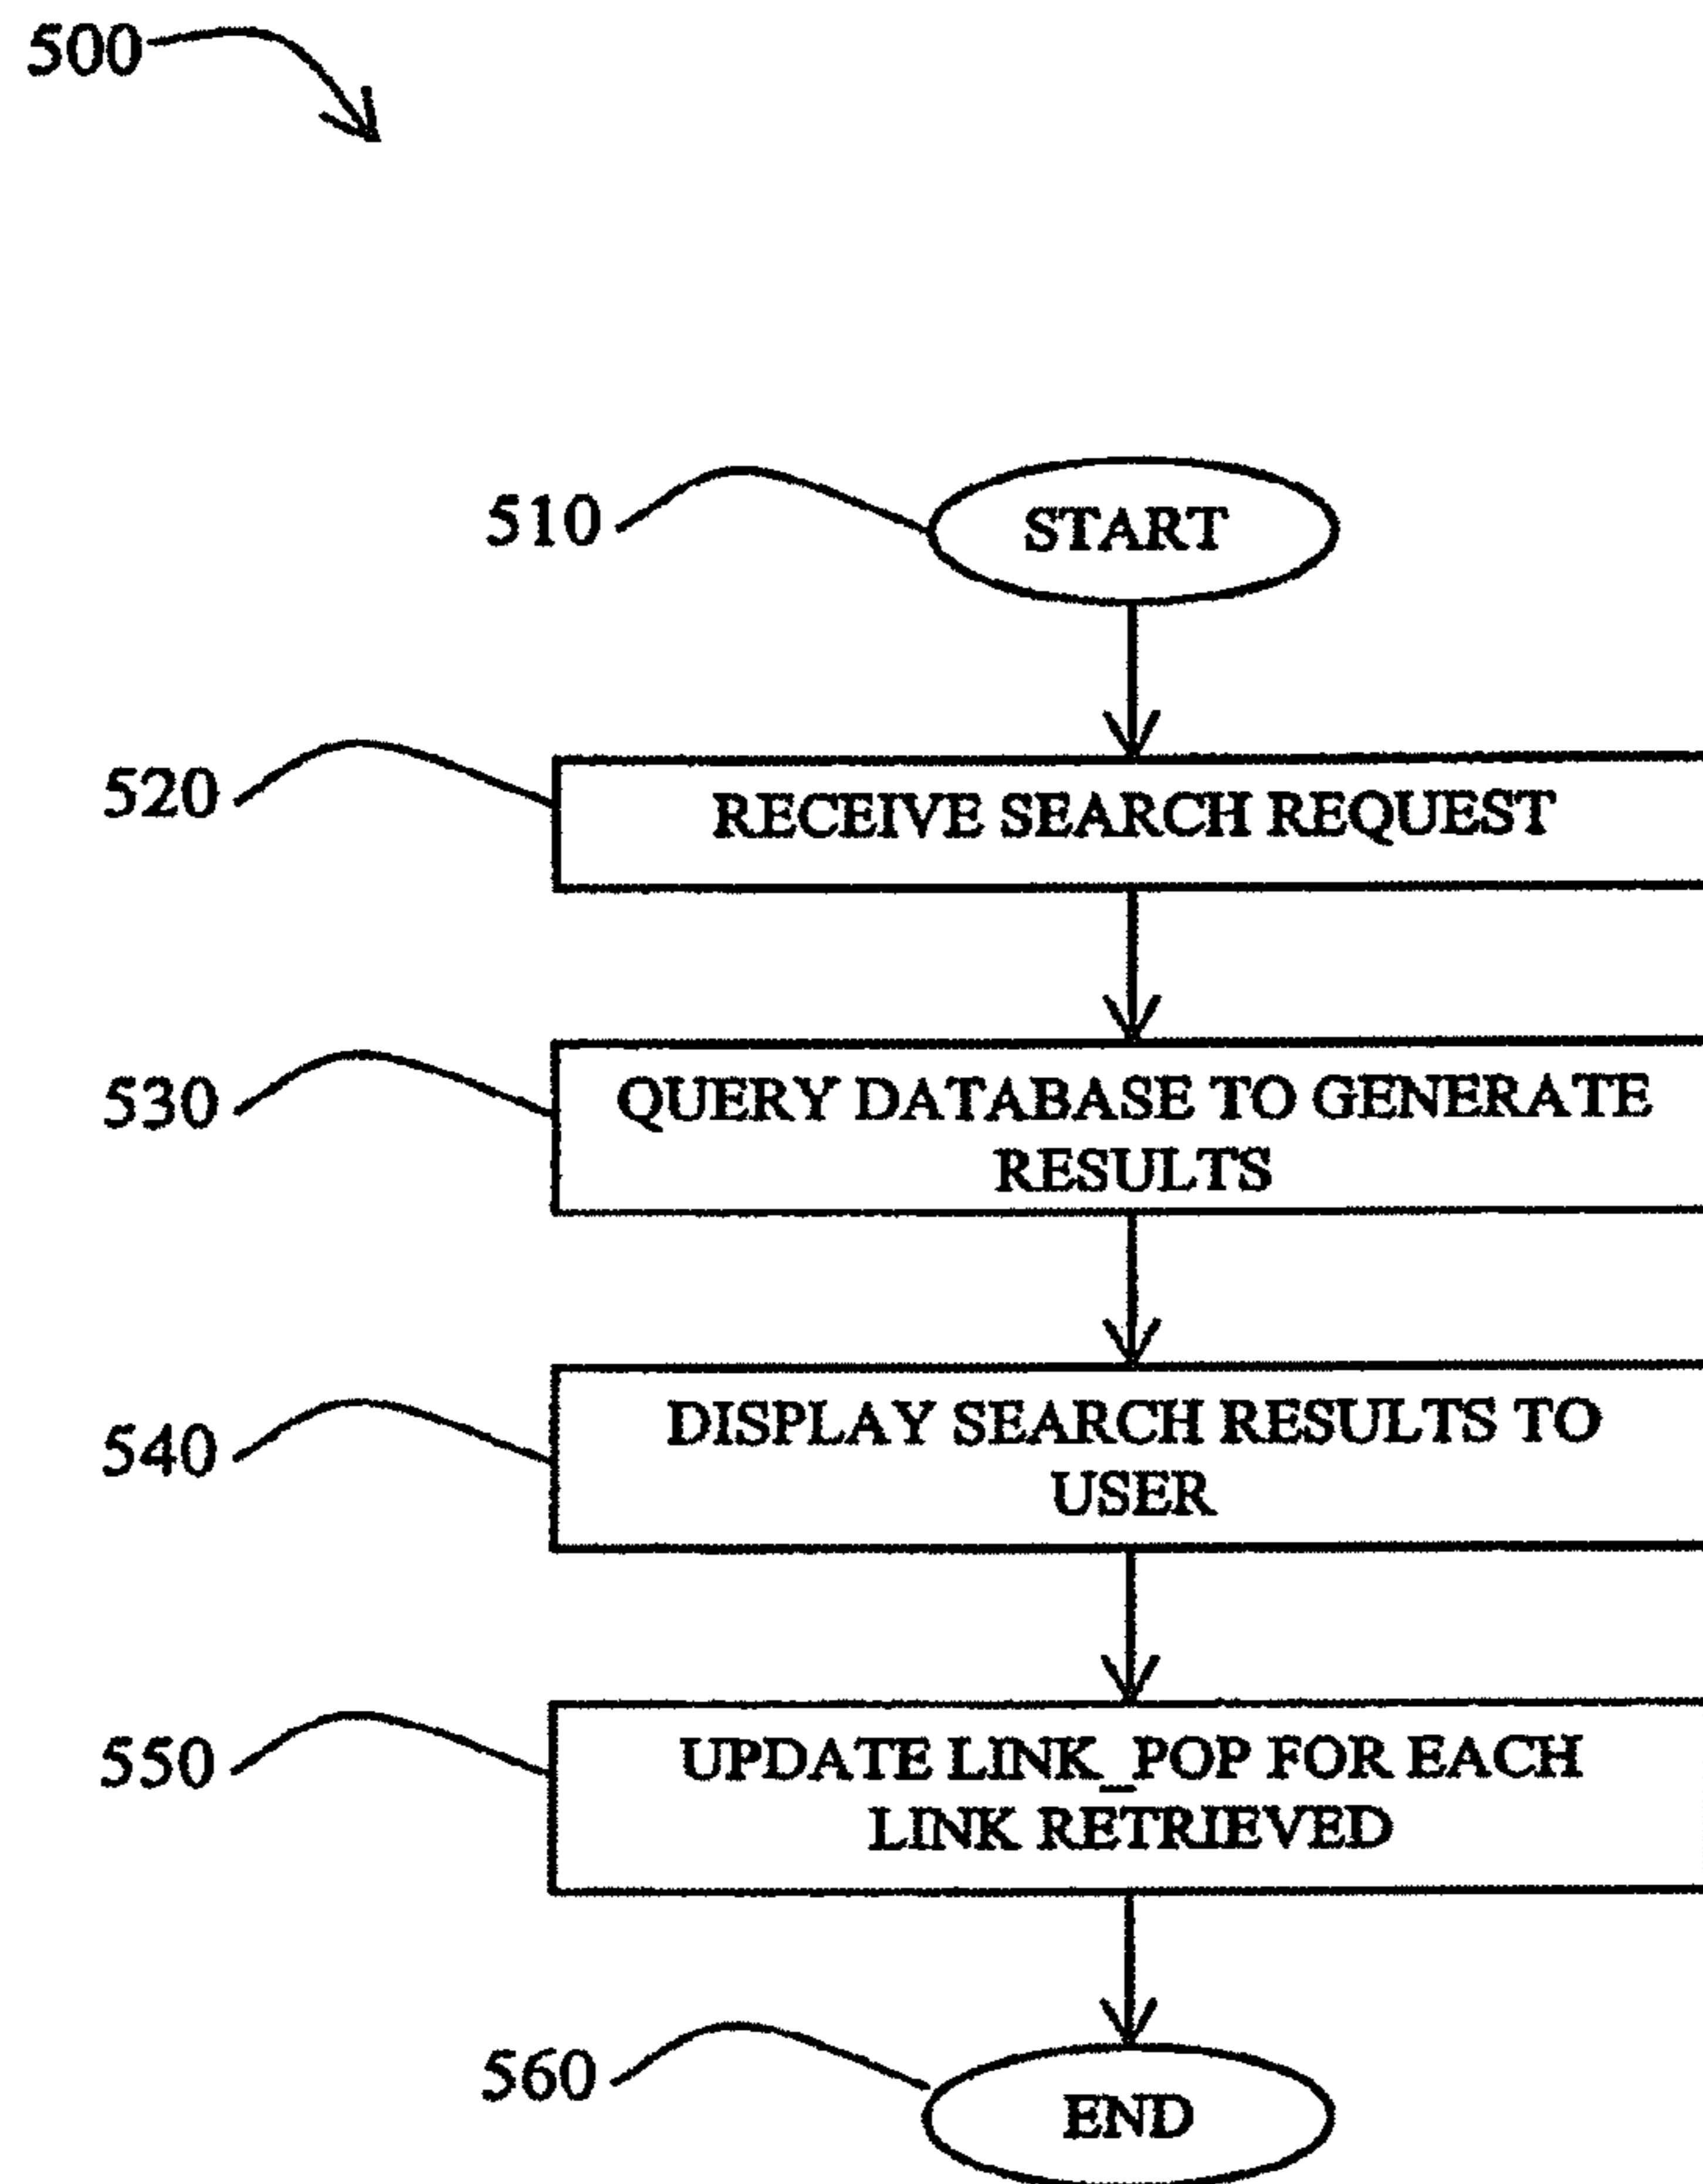 500
510
START
520
RECEIVE SEARCH REQUEST
530
QUERY DATABASE TO GENERATE
RESULTS
540
DISPLAY SEARCH RESULTS TO
USER
550
UPDATE LINK_POP FOR EACH
LINK RETRIEVED
560
END